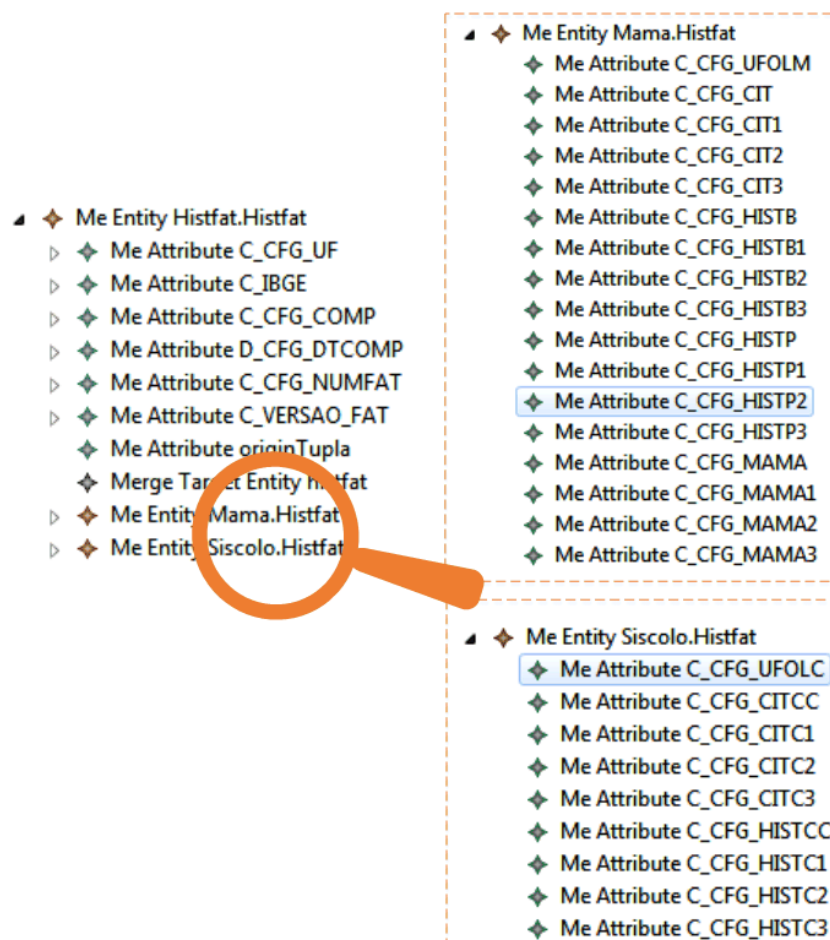 Me Entity Histfat.Histfat
Me Attribute C_CFG_UF
Me Attribute C_IBGE
Me Attribute C_CFG_COMP
Me Attribute D_CFG_DTCOMP
Me Attribute C_CFG_NUMFAT
Me Attribute C_VERSAO_FAT
Me Attribute originTupla
Merge Target Entity histfat
Me Entity Mama.Histfat
Me Entity Siscolo.Histfat
Me Entity Mama.Histfat
Me Attribute C_CFG_UFOLM
Me Attribute C_CFG_CIT
Me Attribute C_CFG_CIT1
Me Attribute C_CFG_CIT2
Me Attribute C_CFG_CIT3
Me Attribute C_CFG_HISTB
Me Attribute C_CFG_HISTB1
Me Attribute C_CFG_HISTB2
Me Attribute C_CFG_HISTB3
Me Attribute C_CFG_HISTP
Me Attribute C_CFG_HISTP1
Me Attribute C_CFG_HISTP2
Me Attribute C_CFG_HISTP3
Me Attribute C_CFG_MAMA
Me Attribute C_CFG_MAMA1
Me Attribute C_CFG_MAMA2
Me Attribute C_CFG_MAMA3
Me Entity Siscolo.Histfat
Me Attribute C_CFG_UFOLC
Me Attribute C_CFG_CITCC
Me Attribute C_CFG_CITC1
Me Attribute C_CFG_CITC2
Me Attribute C_CFG_CITC3
Me Attribute C_CFG_HISTCC
Me Attribute C_CFG_HISTC1
Me Attribute C_CFG_HISTC2
Me Attribute C_CFG_HISTC3